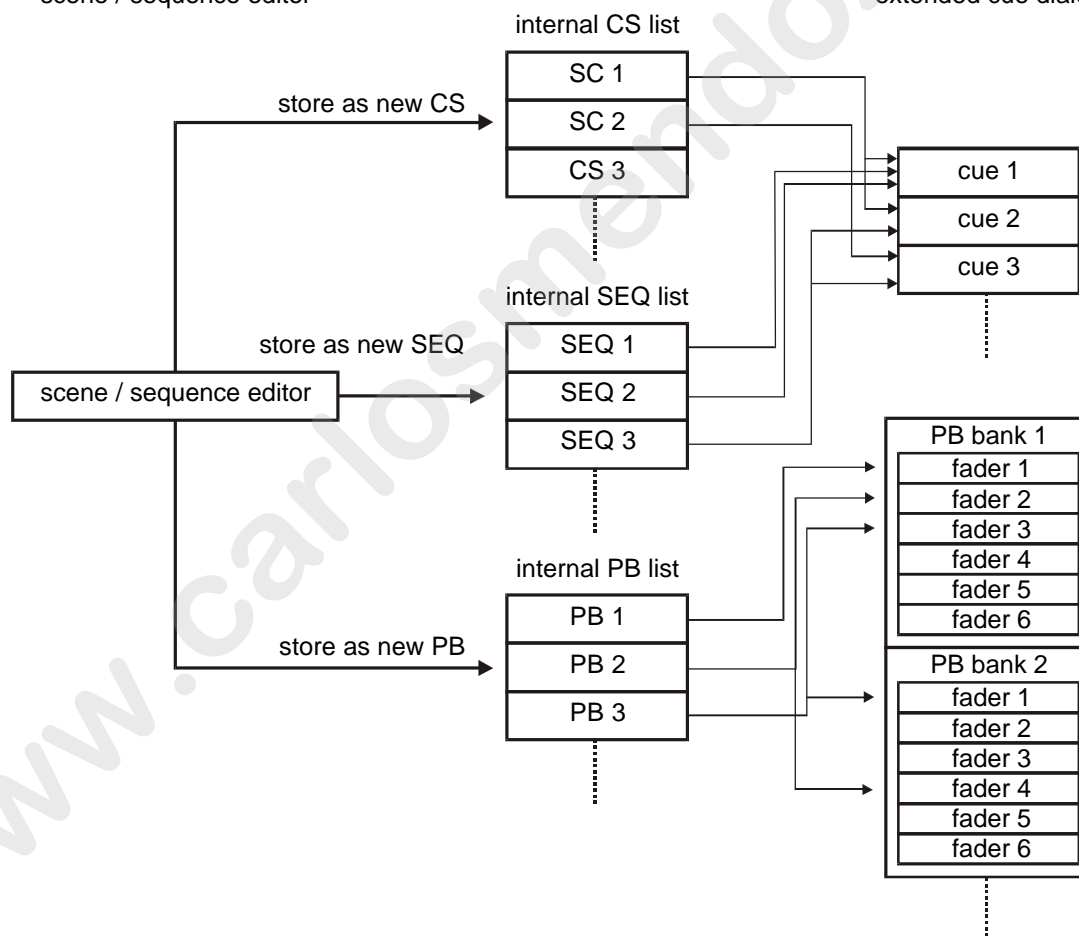 scene / sequence editor
extended cue dial
internal CS list
SC 1
SC 2
CS 3
store as new CS
cue 1
cue 2
cue 3
internal SEQ list
SEQ 1
SEQ 2
SEQ 3
store as new SEQ
scene / sequence editor
internal PB list
PB 1
PB 2
PB 3
store as new PB
PB bank 1
fader 1
fader 2
fader 3
fader 4
fader 5
fader 6
PB bank 2
fader 1
fader 2
fader 3
fader 4
fader 5
fader 6
www.carlosmendo